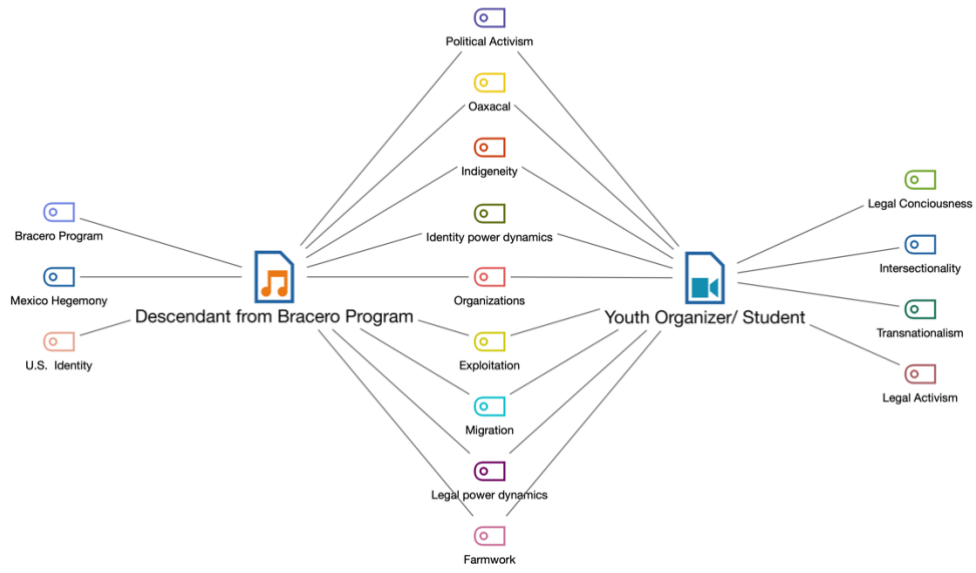 Political Activism
Oaxacal
Indigeneity
Legal Conciousness
Bracero Program
Identity power dynamics
Intersectionality
Mexico Hegemony
Organizations
Descendant from Bracero Program
Youth Organizer/ Student
Transnationalism
U.S. Identity
Exploitation
Legal Activism
Migration
Legal power dynamics
Farmwork